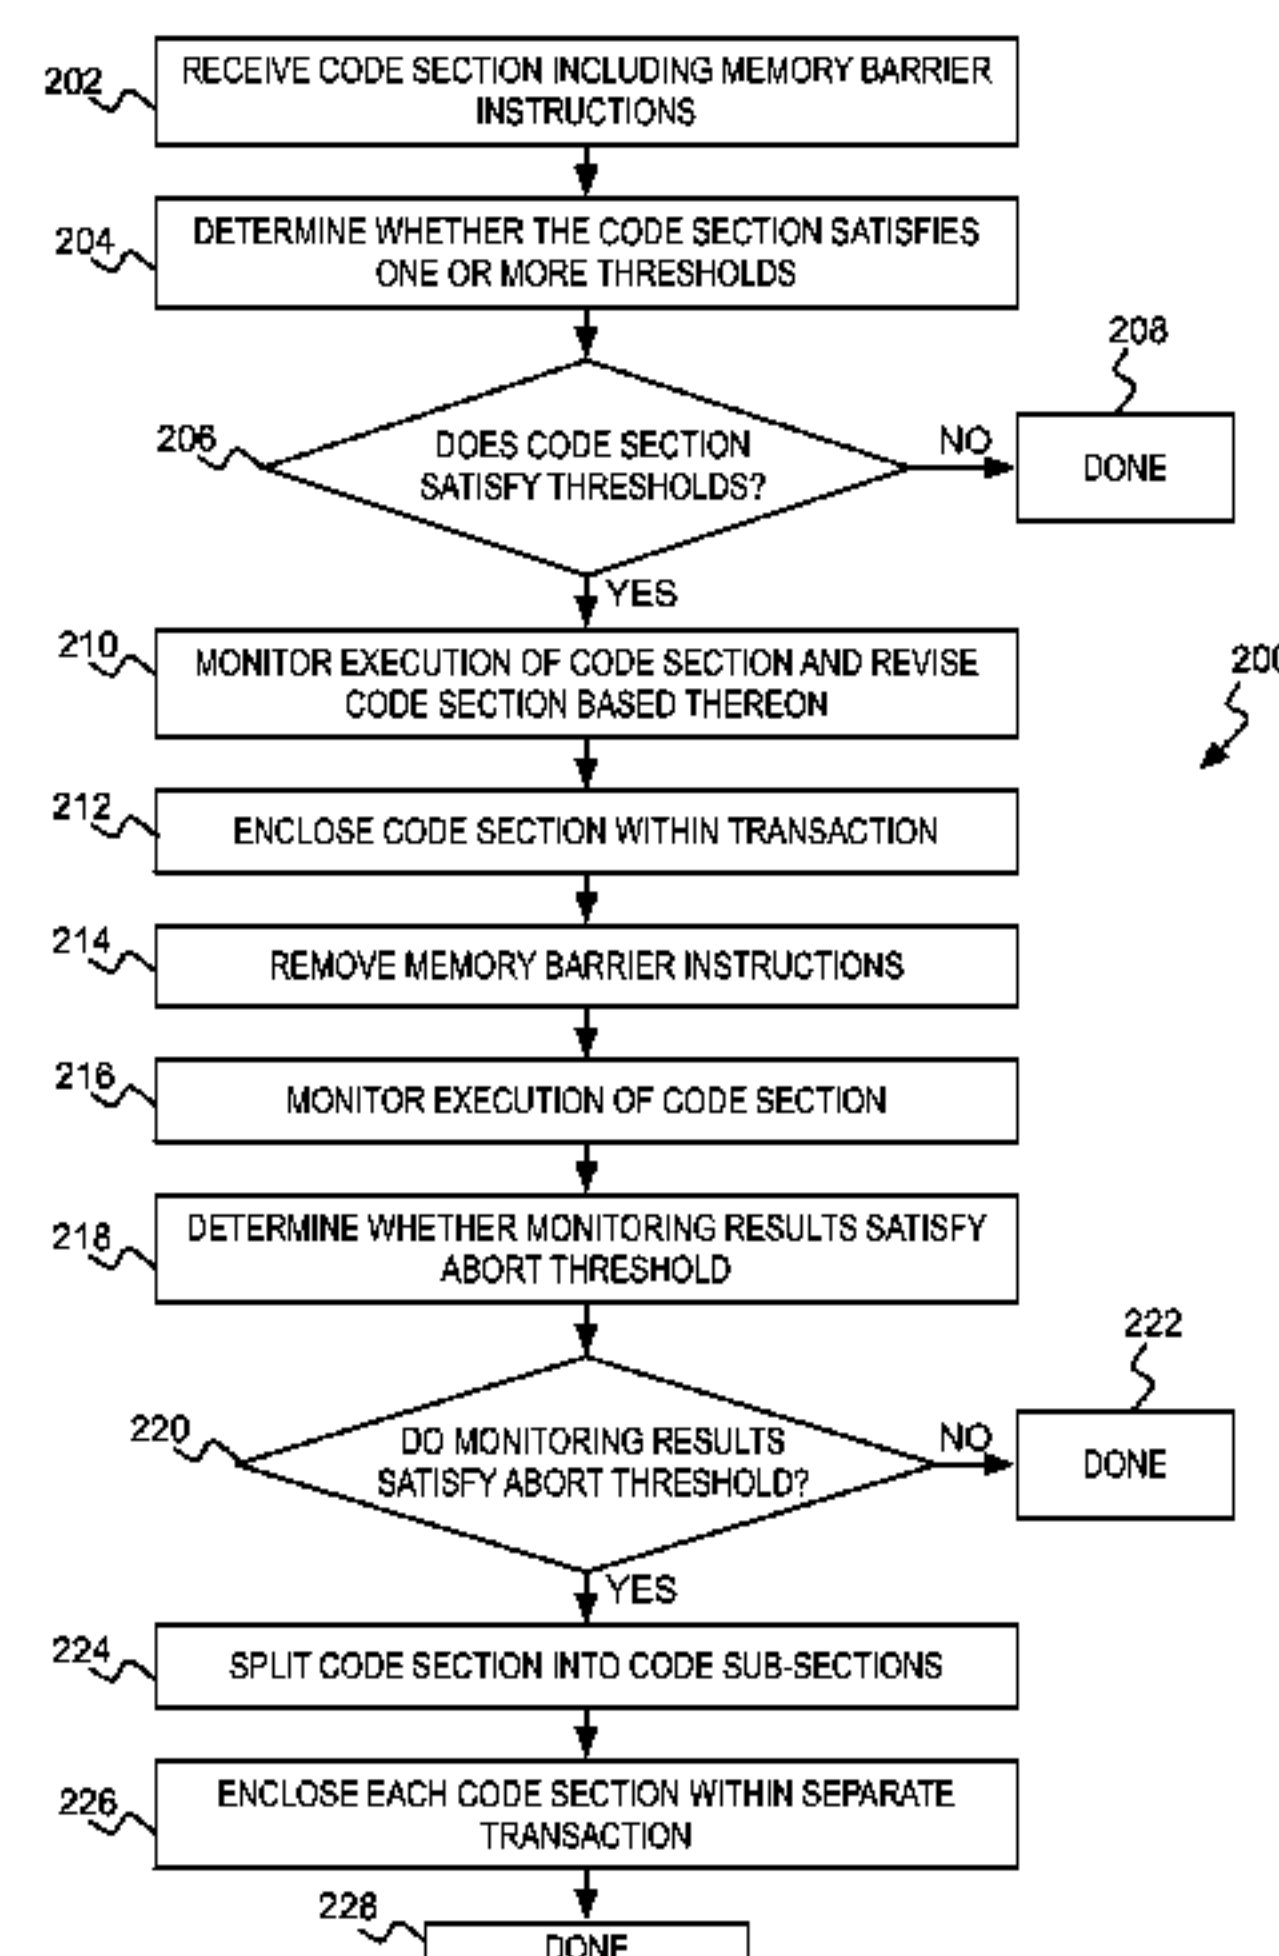 202
RECEIVE CODE SECTION INCLUDING MEMORY BARRIER
INSTRUCTIONS
204
DETERMINE WHETHER THE CODE SECTION SATISFIES
ONE OR MORE THRESHOLDS
206
DOES CODE SECTION
SATISFY THRESHOLDS?
NO
208
DONE
YES
210
MONITOR EXECUTION OF CODE SECTION AND REVISE
CODE SECTION BASED THEREON
200
212
ENCLOSE CODE SECTION WITHIN TRANSACTION
214
REMOVE MEMORY BARRIER INSTRUCTIONS
216
MONITOR EXECUTION OF CODE SECTION
218
DETERMINE WHETHER MONITORING RESULTS SATISFY
ABORT THRESHOLD
220
DO MONITORING RESULTS
SATISFY ABORT THRESHOLD?
NO
222
DONE
YES
224
SPLIT CODE SECTION INTO CODE SUB-SECTIONS
226
ENCLOSE EACH CODE SECTION WITHIN SEPARATE
TRANSACTION
228
DONE